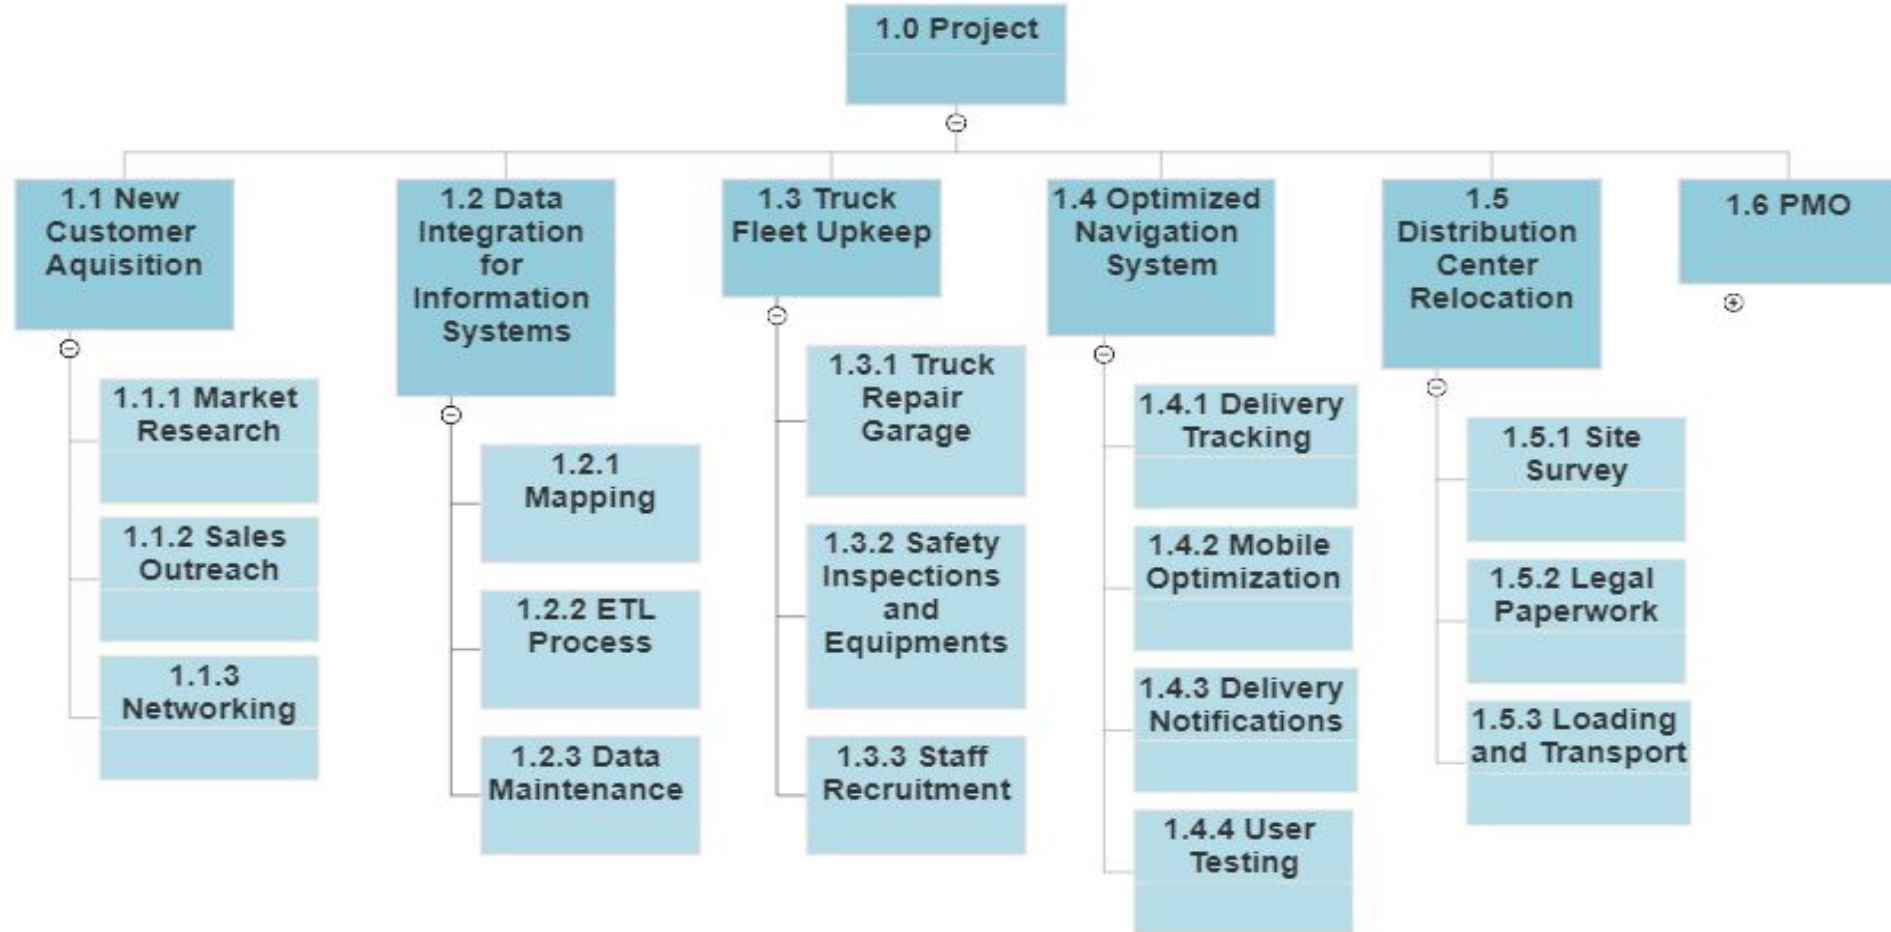 1.0 Project
1.1 New
Customer
Aquisition
1.1.1 Market
Research
1.1.2 Sales
Outreach
1.1.3
Networking
1.2 Data
Integration
for
Information
Systems
1.2.1
Mapping
1.2.2 ETL
Process
1.2.3 Data
Maintenance
1.3 Truck
Fleet Upkeep
1.3.1 Truck
Repair
Garage
1.3.2 Safety
Inspections
and
Equipments
1.3.3 Staff
Recruitment
1.4 Optimized
Navigation
System
1.4.1 Delivery
Tracking
1.4.2 Mobile
Optimization
1.4.3 Delivery
Notifications
1.4.4 User
Testing
1.5
Distribution
Center
Relocation
1.5.1 Site
Survey
1.5.2 Legal
Paperwork
1.5.3 Loading
and Transport
1.6 PMO